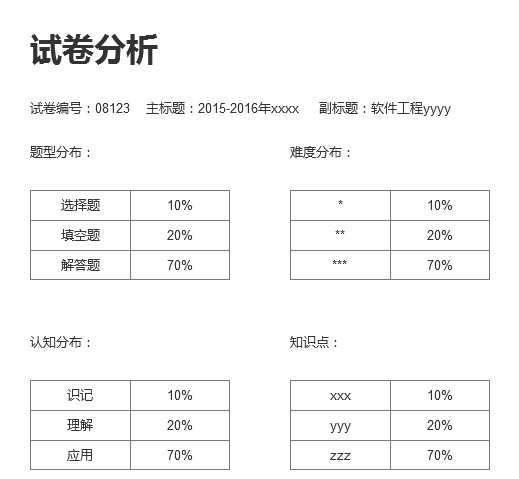 试卷分析
试卷编号：08123 主标题：2015-2016年xxxx 副标题：软件工程yyyy
题型分布： 难度分布：
选择题 10% * 10%
填空题 20% ** 20%
解答题 70% *** 70%
认知分布： 知识点：
识记 10% xxx 10%
理解 20% yyy 20%
应用 70% zzz 70%